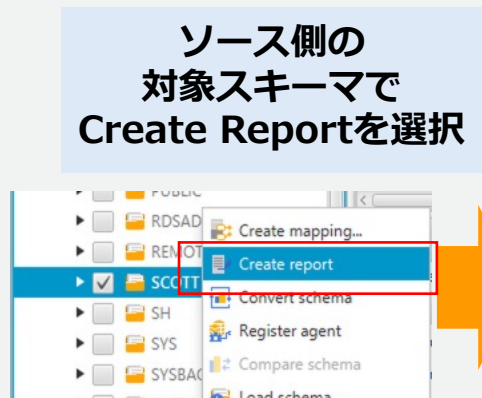 ソース側の
対象スキーマで
Create Reportを選択
PUBLIC
RDSAD
Create mapping...
REMOT
Create report
SCOTT
Convert schema
SH
Register agent
SYS
Compare schema
SYSBAC
Load schema